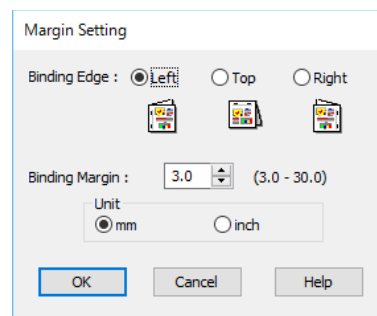 Margin Setting
Binding Edge : Left Top Right
Binding Margin : 3.0 (3.0 - 30.0)
Unit
mm inch
OK Cancel Help